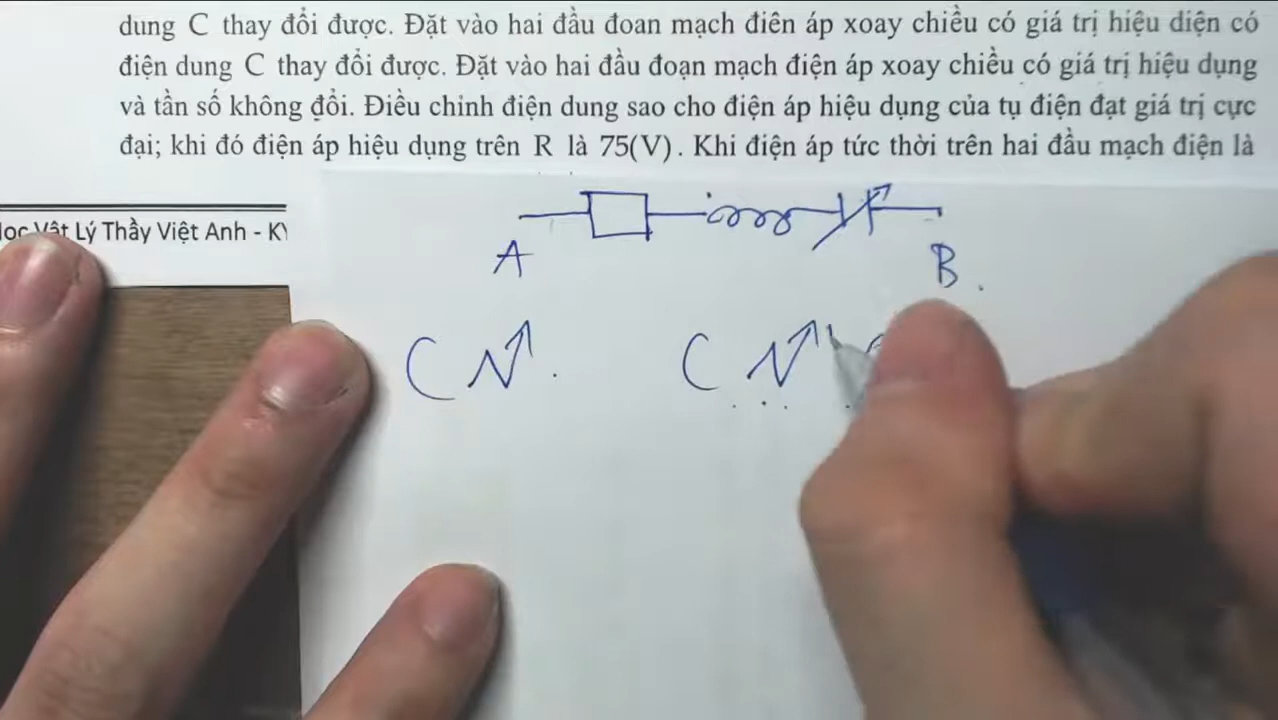 dung C thay đổi được. Đặt vào hai đầu đoan mạch điên áp xoay chiều có giá trị hiệu diện có
điện dung C thay đổi được. Đặt vào hai đầu đoạn mạch điện áp xoay chiều có giá trị hiệu dụng
và tần số không đổi. Điều chỉnh điện dung sao cho điện áp hiệu dụng của tụ điện đạt giá trị cực
đại; khi đó điện áp hiệu dụng trên R là 75(V). Khi điện áp tức thời trên hai đầu mạch điện là
Vật Lý Thầy Việt Anh -
A
B
C
C